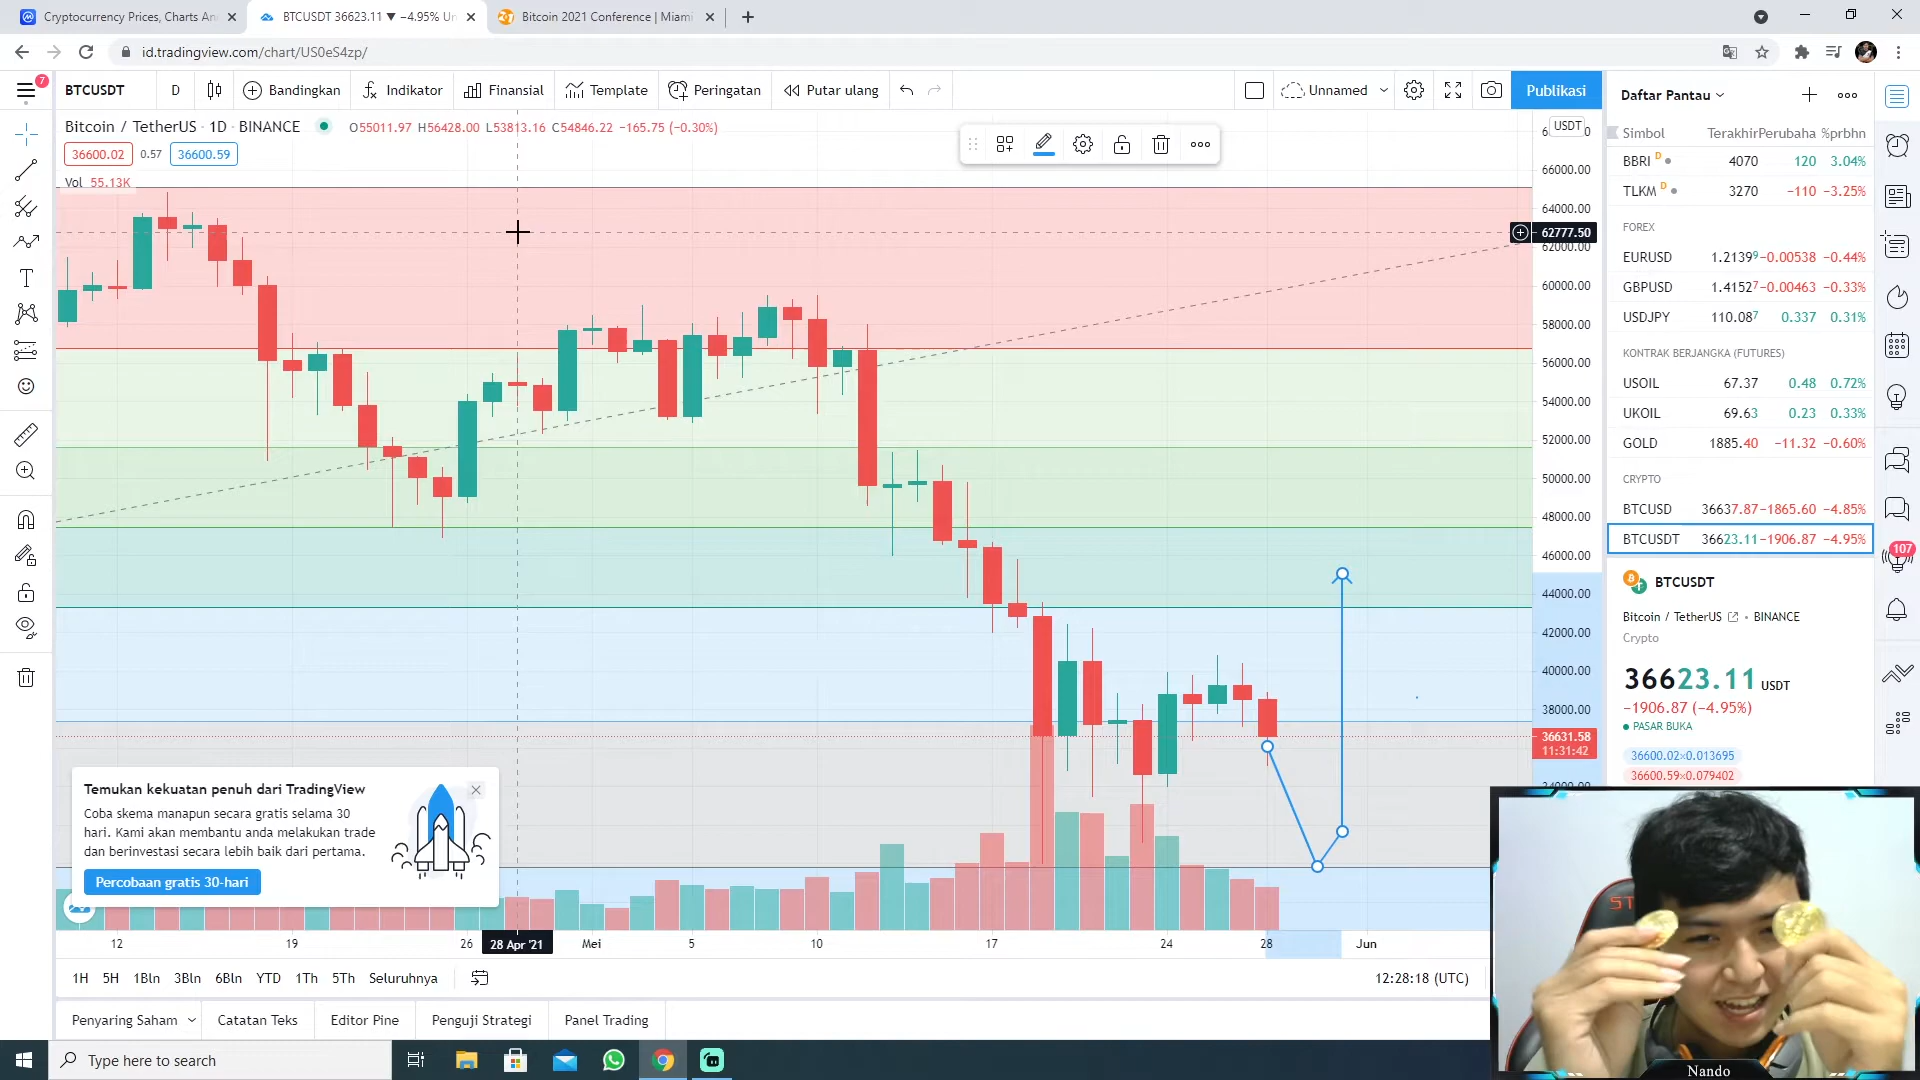 Cryptocurrency Prices, Charts An
BTCUSDT 36623.11 ▼ −4.95% Un
Bitcoin 2021 Conference | Miami
id.tradingview.com/chart/US0eS4zp/
7
BTCUSDT
D
Bandingkan
Indikator
Finansial
Template
Peringatan
Putar ulang
Unnamed
Publikasi
Bitcoin / TetherUS · 1D · BINANCE
O55011.97 H56428.00 L53813.16 C54846.22 −165.75 (−0.30%)
36600.02 0.57 36600.59
Vol 55.13K
USDT
66000.00
64000.00
62777.50
62000.00
60000.00
58000.00
56000.00
54000.00
52000.00
50000.00
48000.00
46000.00
44000.00
42000.00
40000.00
38000.00
36631.58
11:31:42
34000.00
Temukan kekuatan penuh dari TradingView
Coba skema manapun secara gratis selama 30
hari. Kami akan membantu anda melakukan trade
dan berinvestasi secara lebih baik dari pertama.
Percobaan gratis 30-hari
12 19 26 28 Apr '21 Mei 5 10 17 24 28 Jun
1H 5H 1Bln 3Bln 6Bln YTD 1Th 5Th Seluruhnya
12:28:18 (UTC)
Penyaring Saham
Catatan Teks
Editor Pine
Penguji Strategi
Panel Trading
Daftar Pantau
Simbol TerakhirPerubaha %prbhn
BBRI D 4070 120 3.04%
TLKM D 3270 −110 −3.25%
FOREX
EURUSD 1.21399 −0.00538 −0.44%
GBPUSD 1.41527 −0.00463 −0.33%
USDJPY 110.087 0.337 0.31%
KONTRAK BERJANGKA (FUTURES)
USOIL 67.37 0.48 0.72%
UKOIL 69.63 0.23 0.33%
GOLD 1885.40 −11.32 −0.60%
CRYPTO
BTCUSD 36637.87 −1865.60 −4.85%
BTCUSDT 36623.11 −1906.87 −4.95%
107
BTCUSDT
Bitcoin / TetherUS • BINANCE
Crypto
36623.11 USDT
−1906.87 (−4.95%)
PASAR BUKA
36600.02×0.013695
36600.59×0.079402
ST
Nando
Type here to search